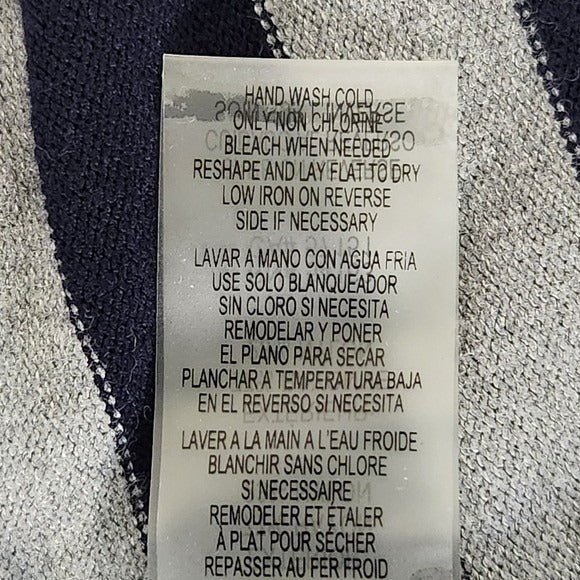 HAND WASH COLD
ONLY NON CHLORINE
BLEACH WHEN NEEDED
RESHAPE AND LAY FLAT TO DRY
LOW IRON ON REVERSE
SIDE IF NECESSARY
LAVAR A MANO CON AGUA FRIA
USE SOLO BLANQUEADOR
SIN CLORO SI NECESITA
REMODELAR Y PONER
EL PLANO PARA SECAR
PLANCHAR A TEMPERATURA BAJA
EN EL REVERSO SI NECESITA
LAVER A LA MAIN A L'EAU FROIDE
BLANCHIR SANS CHLORE
SI NECESSAIRE
REMODELER ET ÉTALER
À PLAT POUR SÉCHER
REPASSER AU FER FROID